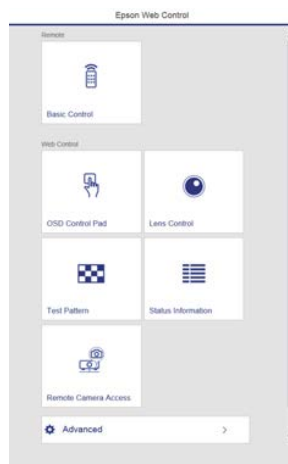 Epson Web Control
Remote
Basic Control
Web Control
OSD Control Pad
Lens Control
Test Pattern
Status Information
Remote Camera Access
Advanced